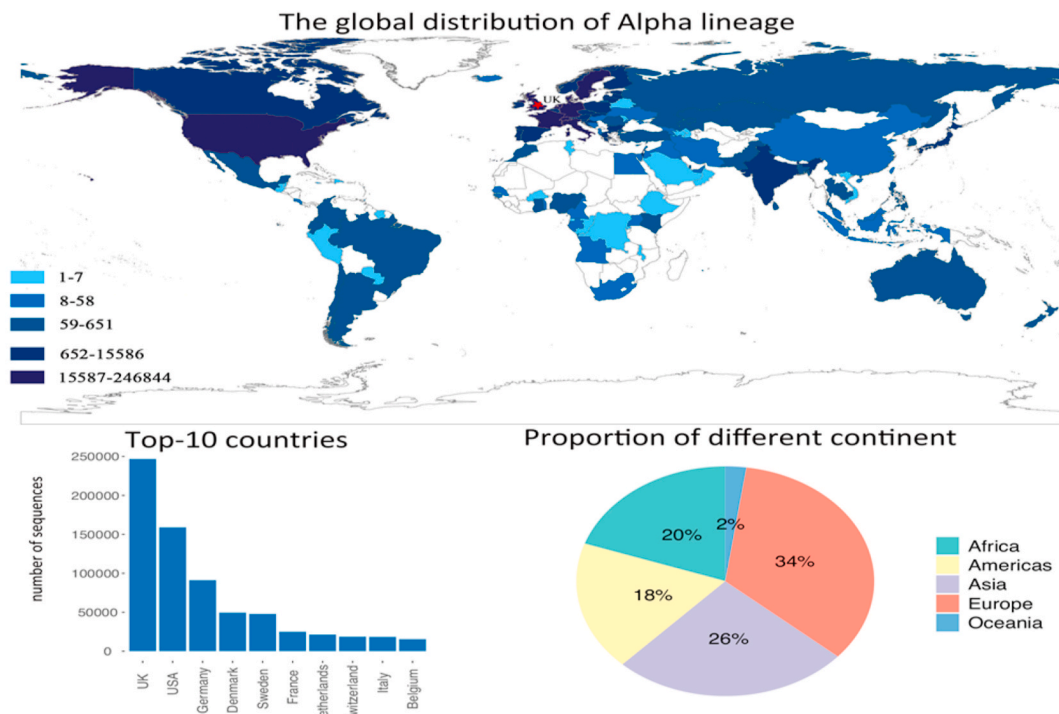 The global distribution of Alpha lineage
UK
1-7
8-58
59-651
652-15586
15587-246844
Top-10 countries
number of sequences
250000
200000
150000
100000
50000
0
UK
USA
Germany
Denmark
Sweden
France
etherlands
witzerland
Italy
Belgium
Proportion of different continent
2%
20%
34%
18%
26%
Africa
Americas
Asia
Europe
Oceania